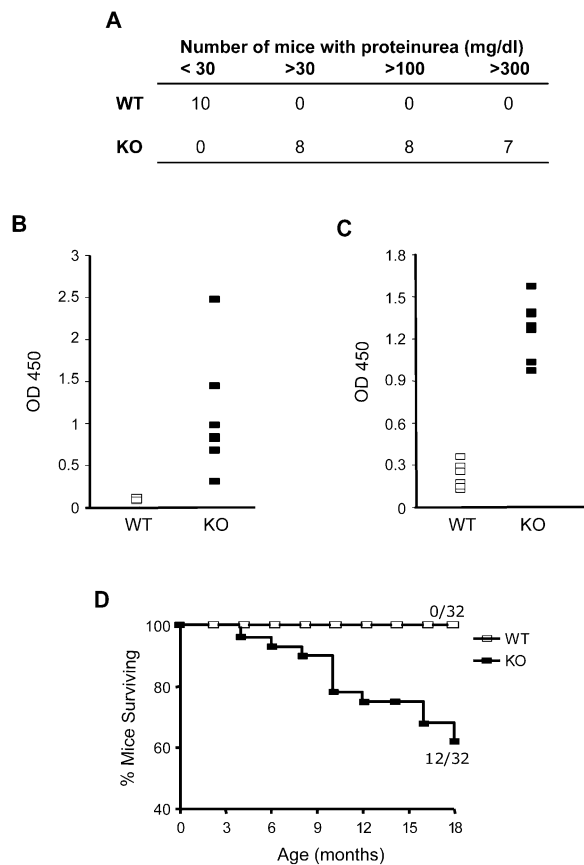 A
Number of mice with proteinurea (mg/dl)
< 30 >30 >100 >300
WT 10 0 0 0
KO 0 8 8 7
B
3
2.5
2
1.5
1
0.5
0
OD 450
WT KO
C
1.8
1.5
1.2
0.9
0.6
0.3
0
OD 450
WT KO
D
100
80
60
40
% Mice Surviving
0/32
12/32
WT
KO
0 3 6 9 12 15 18
Age (months)